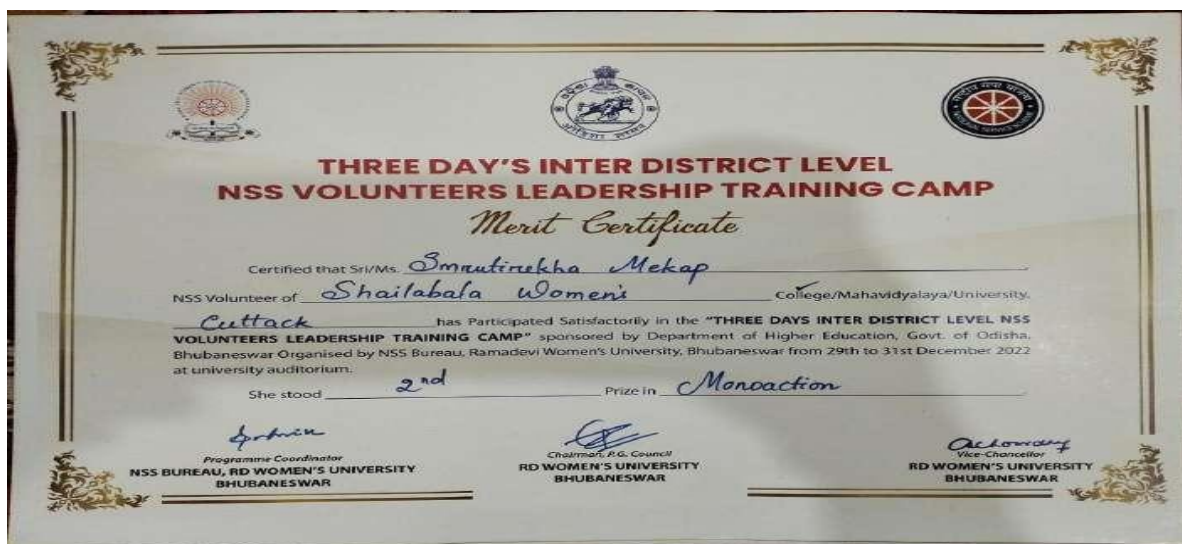 THREE DAY'S INTER DISTRICT LEVEL
NSS VOLUNTEERS LEADERSHIP TRAINING CAMP
Merit Certificate
Certified that Sri/Ms. Smrutirekha Mekap
NSS Volunteer of Shailabala Women's College/Mahavidyalaya/University,
Cuttack has Participated Satisfactorily in the "THREE DAYS INTER DISTRICT LEVEL NSS
VOLUNTEERS LEADERSHIP TRAINING CAMP" sponsored by Department of Higher Education, Govt. of Odisha,
Bhubaneswar Organised by NSS Bureau, Ramadevi Women's University, Bhubaneswar from 29th to 31st December 2022
at university auditorium.
She stood 2nd Prize in Monoaction
Programme Coordinator
NSS BUREAU, RD WOMEN'S UNIVERSITY
BHUBANESWAR
Chairman, P.G. Council
RD WOMEN'S UNIVERSITY
BHUBANESWAR
Vice-Chancellor
RD WOMEN'S UNIVERSITY
BHUBANESWAR